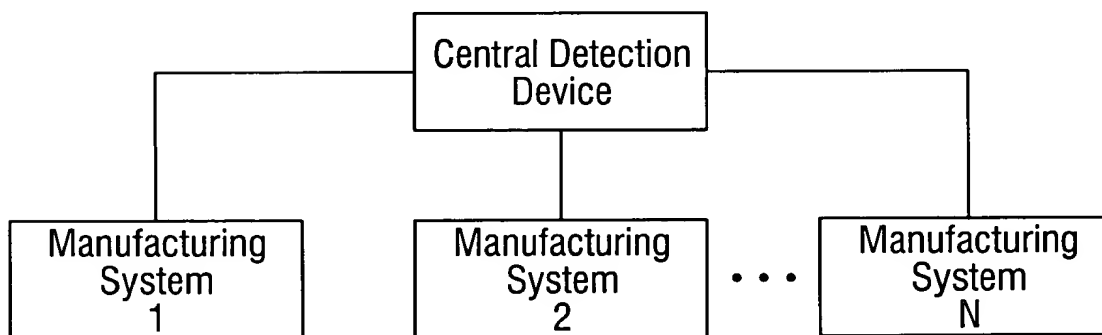 Central Detection
Device
Manufacturing
System
1
Manufacturing
System
2
Manufacturing
System
N